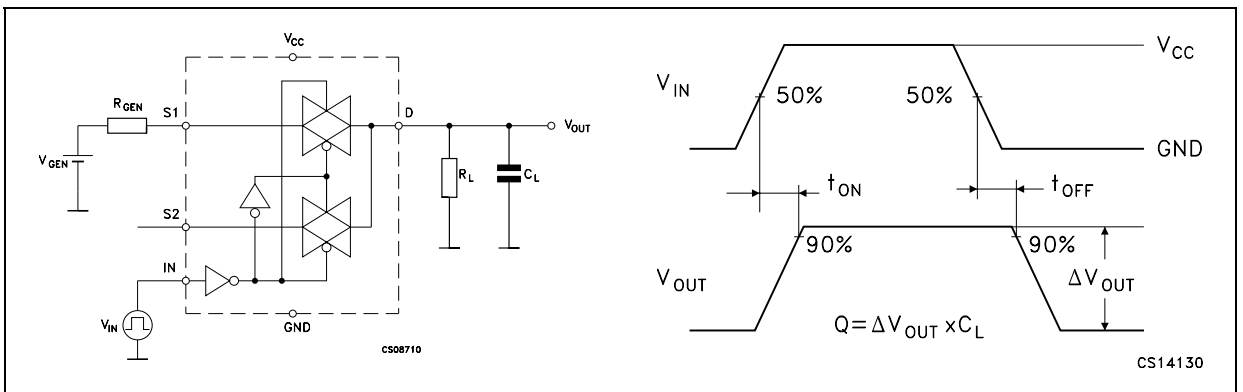 VCC
RGEN
S1
D
VOUT
VGEN
RL
CL
S2
IN
VIN
GND
CS08710
VIN
50%
50%
VCC
GND
tON
tOFF
90%
90%
VOUT
ΔVOUT
Q=ΔVOUT xCL
CS14130